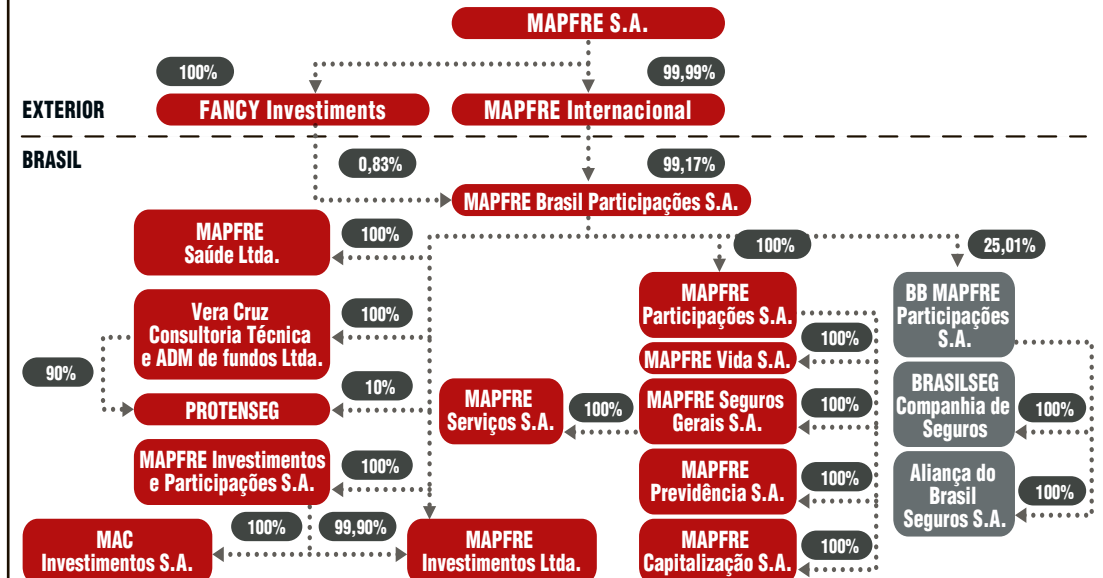 MAPFRE S.A.
100%
99,99%
EXTERIOR
FANCY Investiments
MAPFRE Internacional
BRASIL
0,83%
99,17%
MAPFRE Brasil Participações S.A.
MAPFRE
Saúde Ltda.
100%
100%
25,01%
Vera Cruz
Consultoria Técnica
e ADM de fundos Ltda.
100%
90%
PROTENSEG
10%
MAPFRE Investimentos
e Participações S.A.
100%
100%
99,90%
MAC
Investimentos S.A.
MAPFRE
Investimentos Ltda.
MAPFRE
Participações S.A.
100%
MAPFRE Vida S.A.
MAPFRE
Serviços S.A.
100%
MAPFRE Seguros
Gerais S.A.
100%
MAPFRE
Previdência S.A.
100%
MAPFRE
Capitalização S.A.
100%
BB MAPFRE
Participações
S.A.
BRASILSEG
Companhia de
Seguros
100%
Aliança do
Brasil
Seguros S.A.
100%